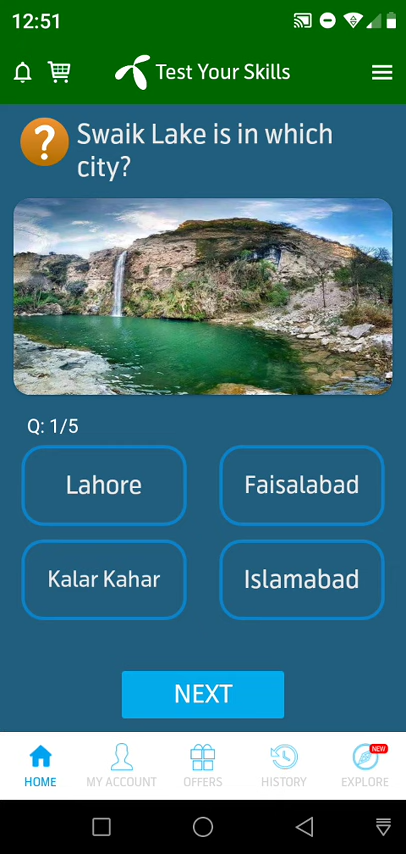 12:51
Test Your Skills
? Swaik Lake is in which
city?
Q: 1/5
Lahore
Faisalabad
Kalar Kahar
Islamabad
NEXT
NEW
HOME
MY ACCOUNT
OFFERS
HISTORY
EXPLORE